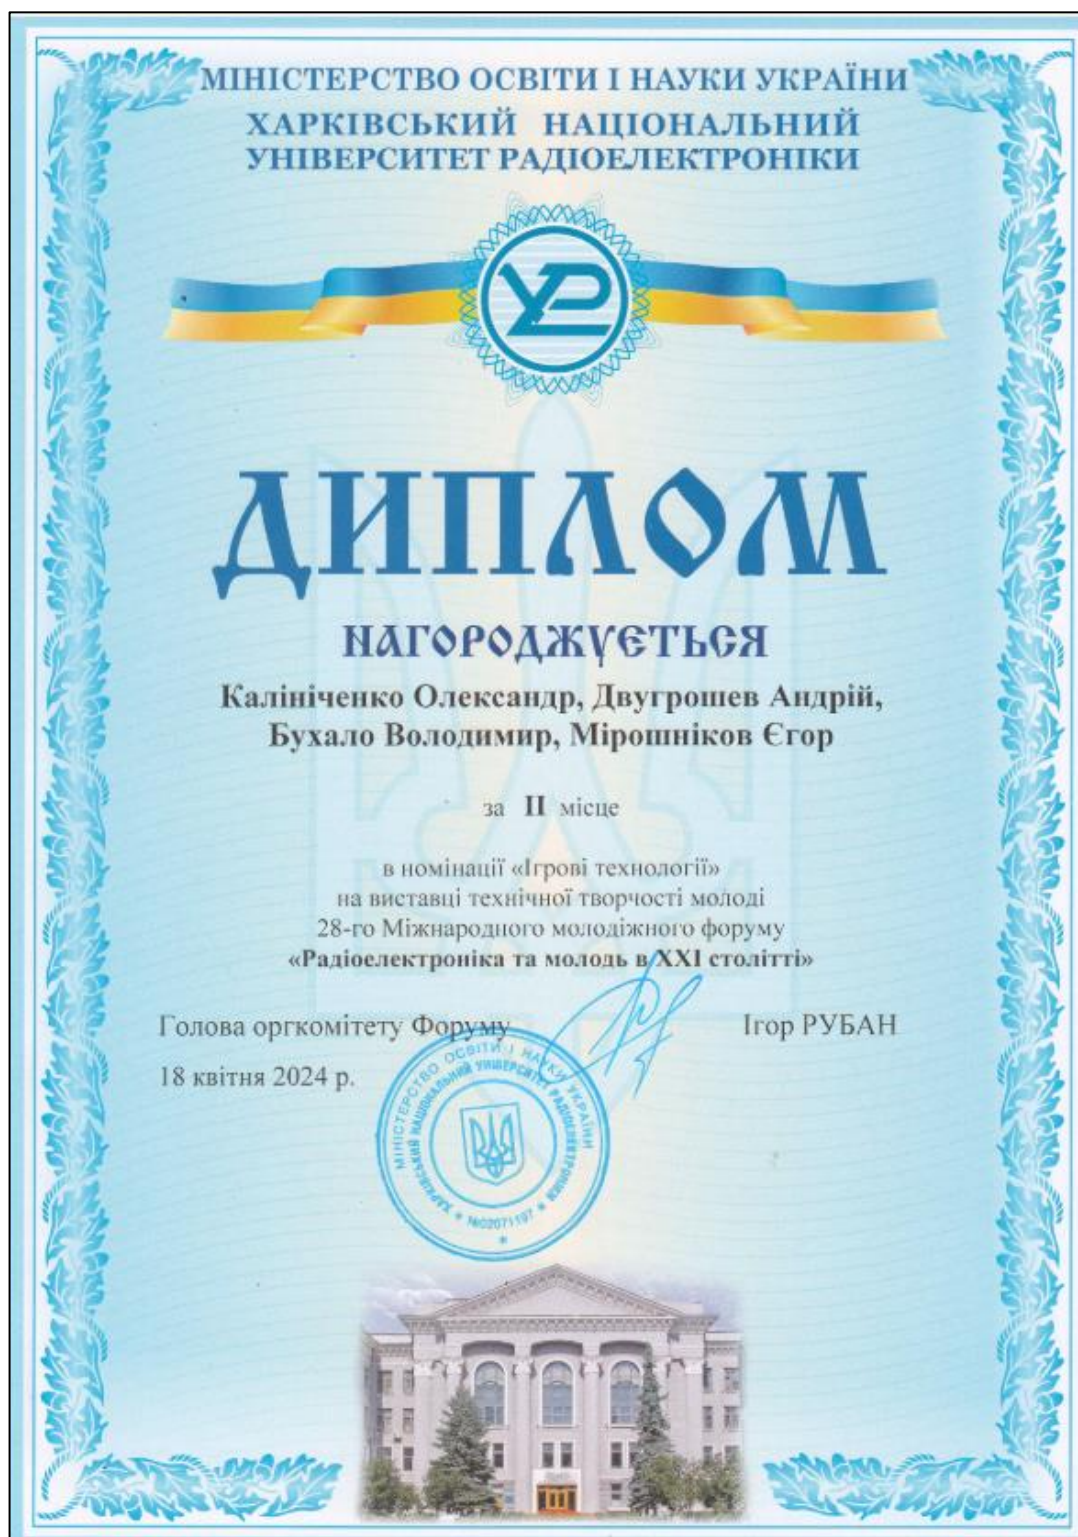 МІНІСТЕРСТВО ОСВІТИ І НАУКИ УКРАЇНИ
ХАРКІВСЬКИЙ НАЦІОНАЛЬНИЙ
УНІВЕРСИТЕТ РАДІОЕЛЕКТРОНІКИ
ДИПЛОМ
НАГОРОДЖУЄТЬСЯ
Калініченко Олександр, Двугрошев Андрій,
Бухало Володимир, Мірошніков Єгор
за II місце
в номінації «Ігрові технології»
на виставці технічної творчості молоді
28-го Міжнародного молодіжного форуму
«Радіоелектроніка та молодь в XXI столітті»
Голова оргкомітету Форуму Ігор РУБАН
18 квітня 2024 р.
МІНІСТЕРСТВО ОСВІТИ І НАУКИ УКРАЇНИ
ХАРКІВСЬКИЙ НАЦІОНАЛЬНИЙ УНІВЕРСИТЕТ РАДІОЕЛЕКТРОНІКИ
№02071197